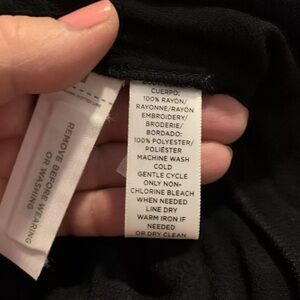 CUERPO:
100% RAYON/
RAYONNE/RAYÓN
EMBROIDERY/
BRODERIE/
BORDADO:
100% POLYESTER/
POLIÉSTER
MACHINE WASH
COLD
GENTLE CYCLE
ONLY NON-
CHLORINE BLEACH
WHEN NEEDED
LINE DRY
WARM IRON IF
NEEDED
OR DRY CLEAN
REMOVE BEFORE WEARING
OR WASHING